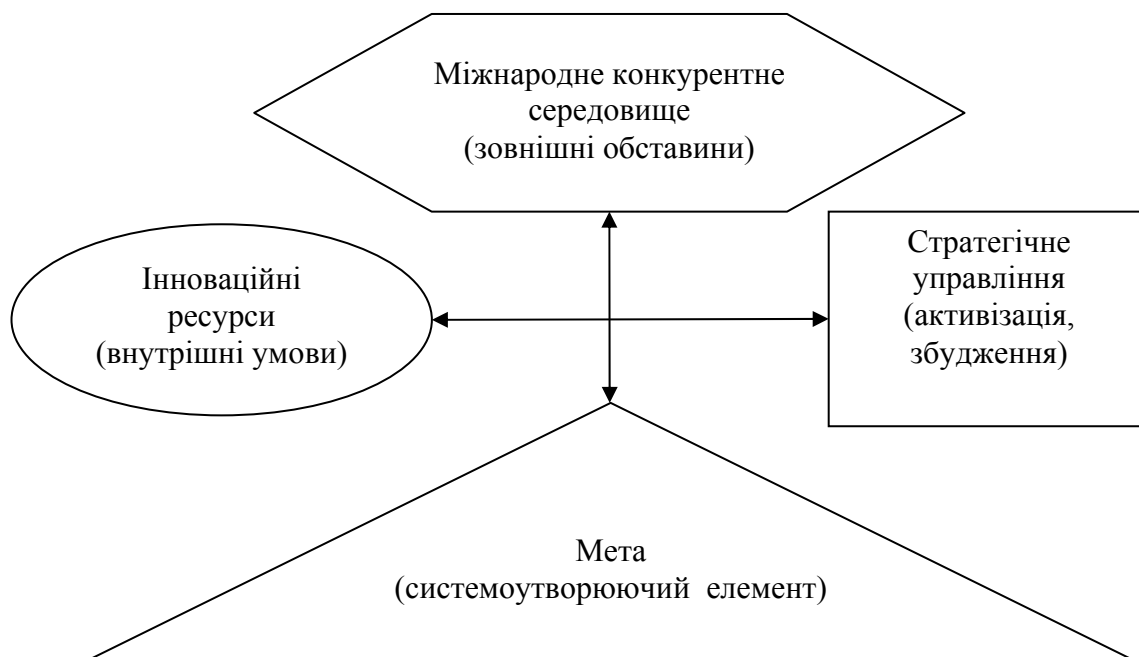 Міжнародне конкурентне
середовище
(зовнішні обставини)
Інноваційні
ресурси
(внутрішні умови)
Стратегічне
управління
(активізація,
збудження)
Мета
(системоутворюючий елемент)